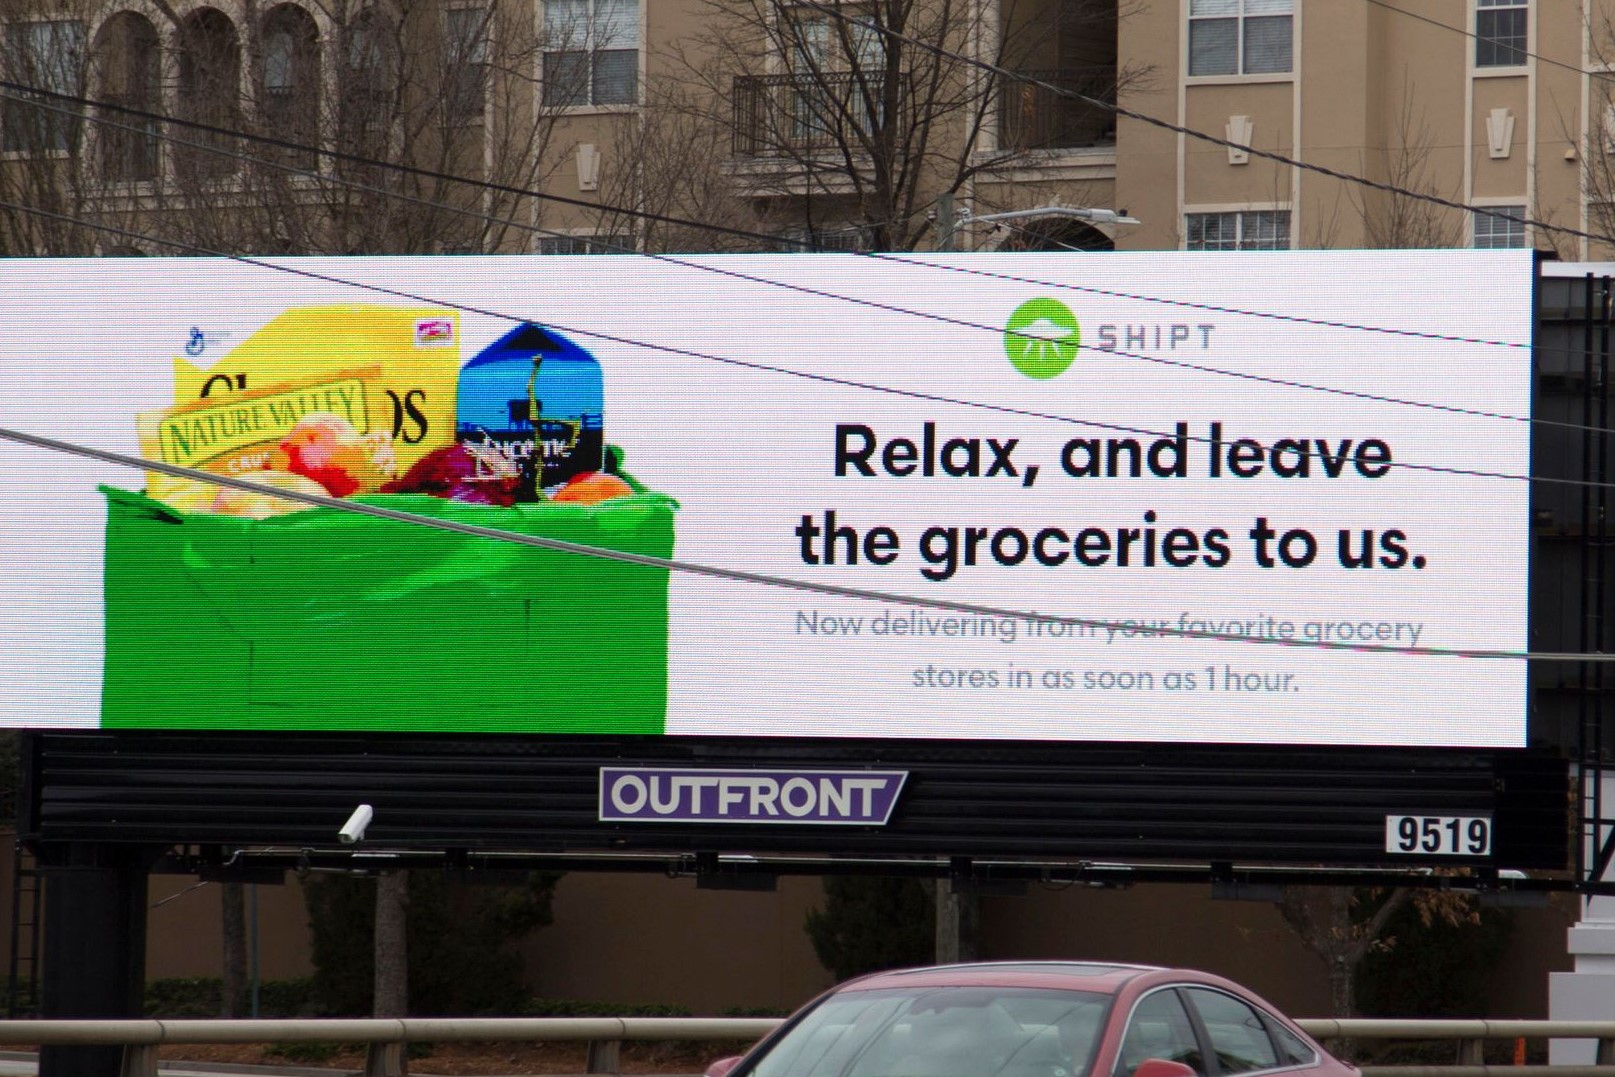 SHIPT
NATURE VALLEY
Relax, and leave
the groceries to us.
Now delivering from your favorite grocery
stores in as soon as 1 hour.
OUTFRONT
9519